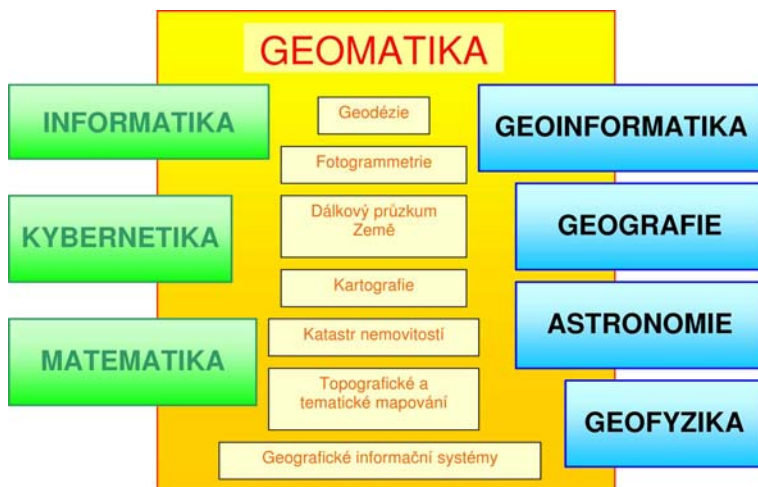 GEOMATIKA
INFORMATIKA
KYBERNETIKA
MATEMATIKA
Geodézie
Fotogrammetrie
Dálkový průzkum
Země
Kartografie
Katastr nemovitostí
Topografické a
tematické mapování
Geografické informační systémy
GEOINFORMATIKA
GEOGRAFIE
ASTRONOMIE
GEOFYZIKA